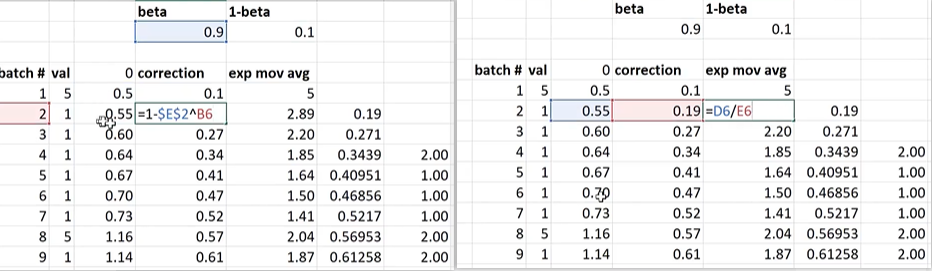 beta 1-beta
0.9 0.1
batch # val 0 correction exp mov avg
1 5 0.5 0.1 5
2 1 0.55 =1-$E$2^B6 2.89 0.19
3 1 0.60 0.27 2.20 0.271
4 1 0.64 0.34 1.85 0.3439 2.00
5 1 0.67 0.41 1.64 0.40951 1.00
6 1 0.70 0.47 1.50 0.46856 1.00
7 1 0.73 0.52 1.41 0.5217 1.00
8 5 1.16 0.57 2.04 0.56953 2.00
9 1 1.14 0.61 1.87 0.61258 2.00
beta 1-beta
0.9 0.1
batch # val 0 correction exp mov avg
1 5 0.5 0.1 5
2 1 0.55 0.19 =D6/E6 0.19
3 1 0.60 0.27 2.20 0.271
4 1 0.64 0.34 1.85 0.3439 2.00
5 1 0.67 0.41 1.64 0.40951 1.00
6 1 0.70 0.47 1.50 0.46856 1.00
7 1 0.73 0.52 1.41 0.5217 1.00
8 5 1.16 0.57 2.04 0.56953 2.00
9 1 1.14 0.61 1.87 0.61258 2.00